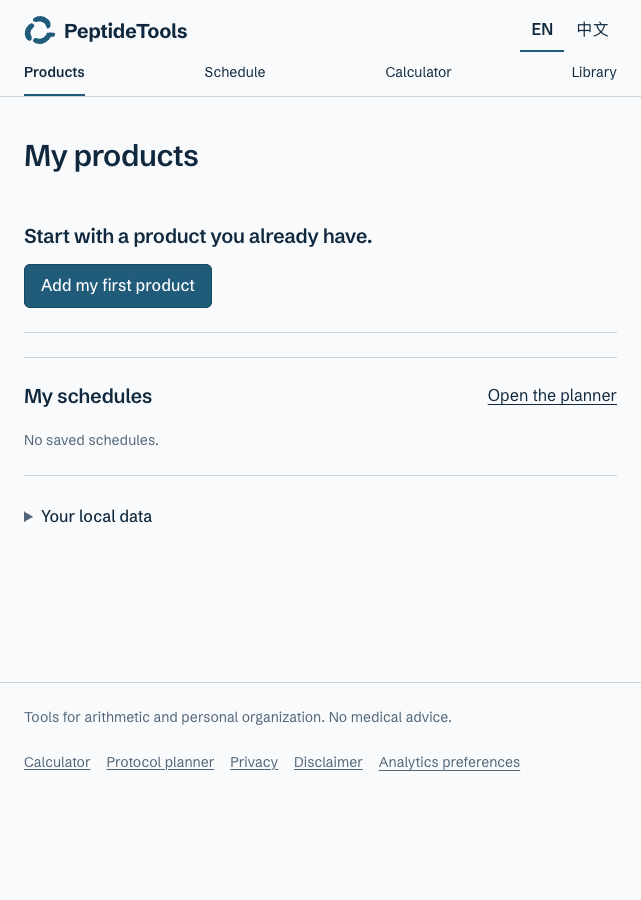 PeptideTools
EN 中文
Products Schedule Calculator Library
My products
Start with a product you already have.
Add my first product
My schedules Open the planner
No saved schedules.
Your local data
Tools for arithmetic and personal organization. No medical advice.
Calculator Protocol planner Privacy Disclaimer Analytics preferences